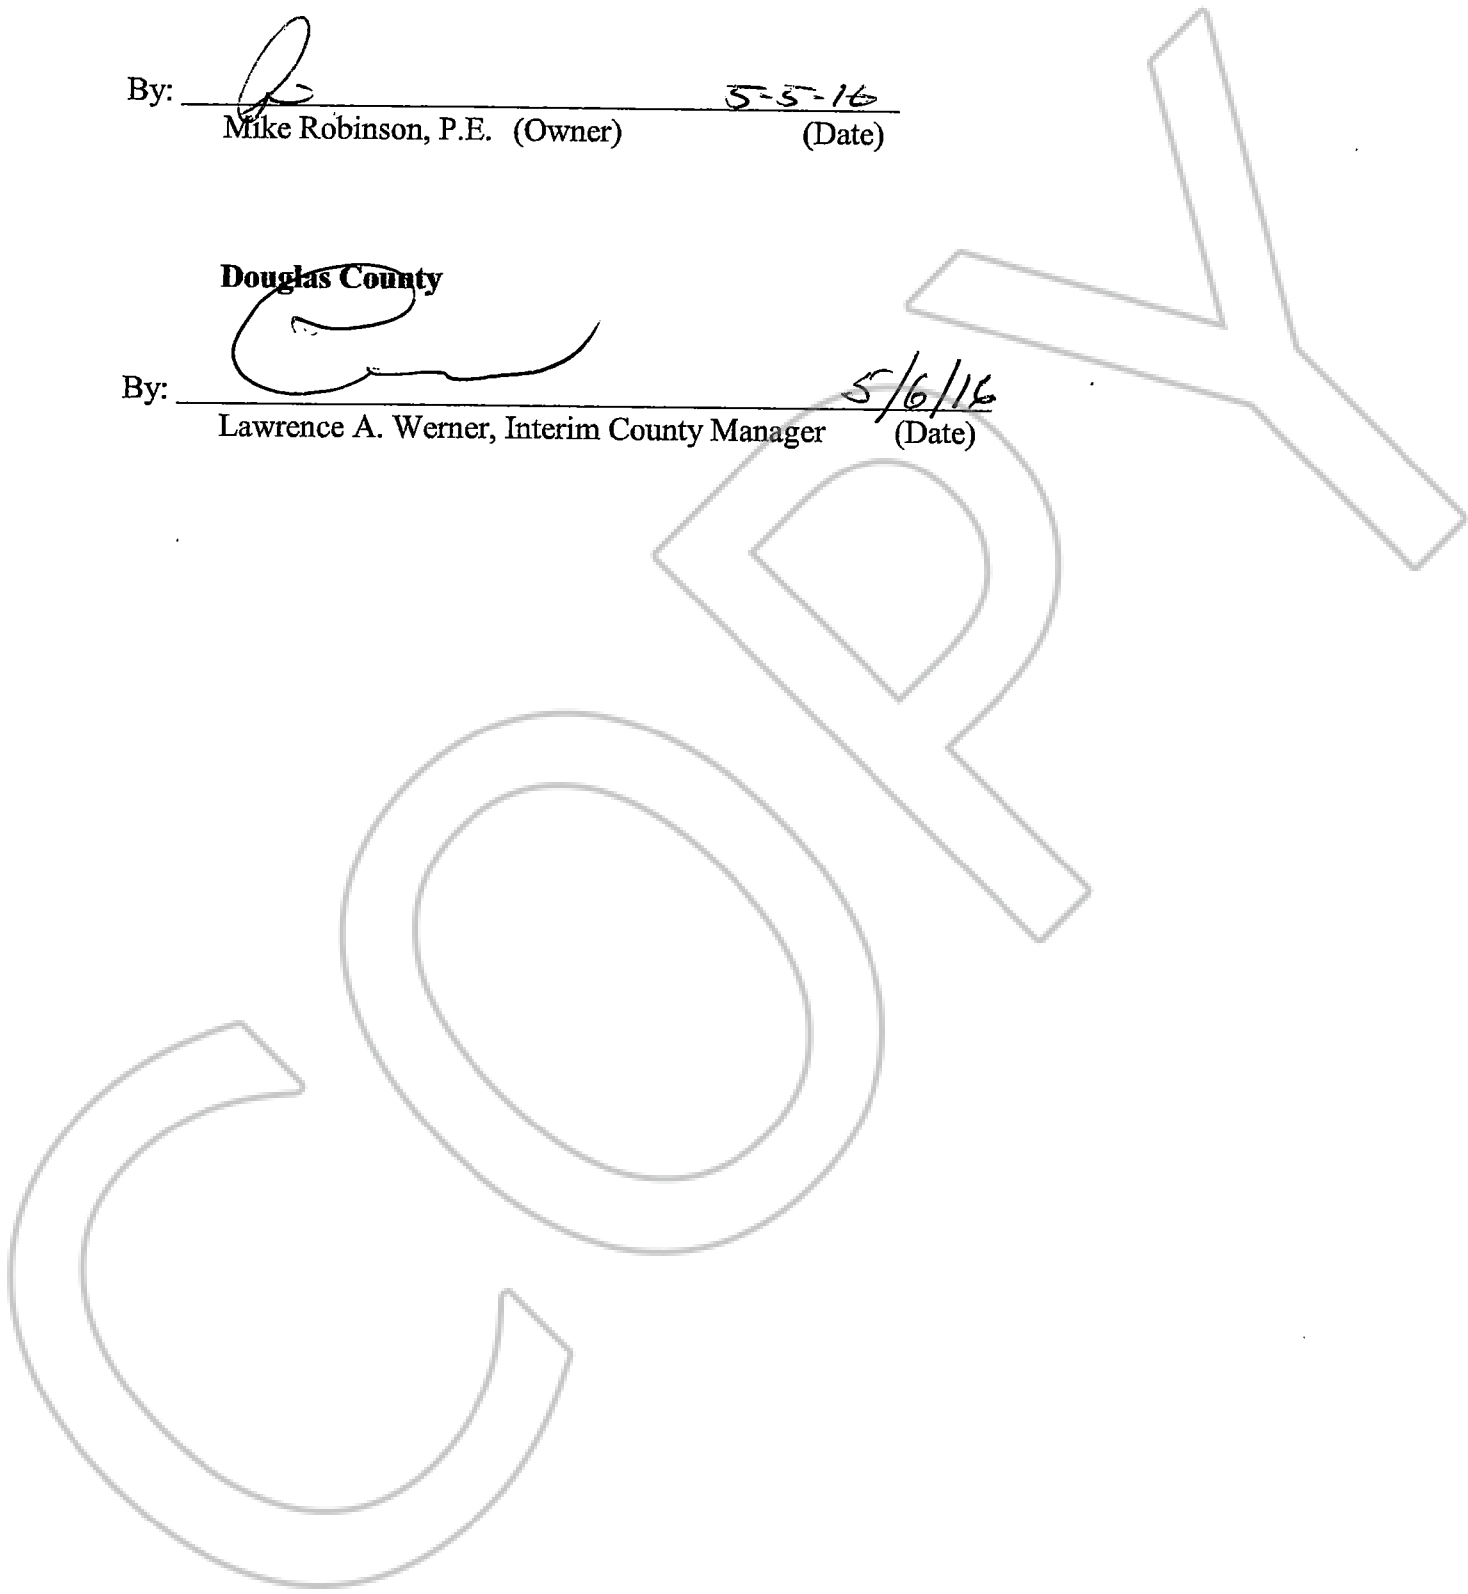 By: 5-5-16
Mike Robinson, P.E. (Owner) (Date)
Douglas County
By: 5/6/16
Lawrence A. Werner, Interim County Manager (Date)
COPY